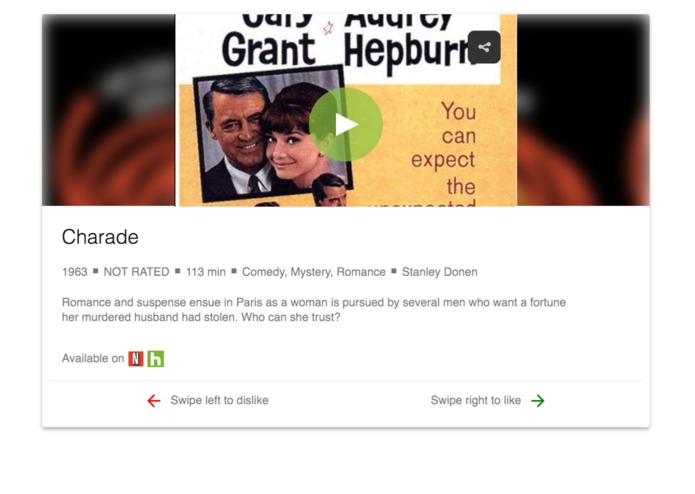 Cary Audrey
Grant Hepburn
You
can
expect
the
unexpected
Charade
1963 ▪ NOT RATED ▪ 113 min ▪ Comedy, Mystery, Romance ▪ Stanley Donen
Romance and suspense ensue in Paris as a woman is pursued by several men who want a fortune
her murdered husband had stolen. Who can she trust?
Available on N h
Swipe left to dislike
Swipe right to like